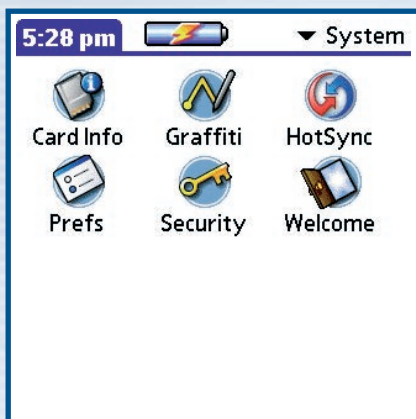 5:28 pm System
Card Info Graffiti HotSync
Prefs Security Welcome